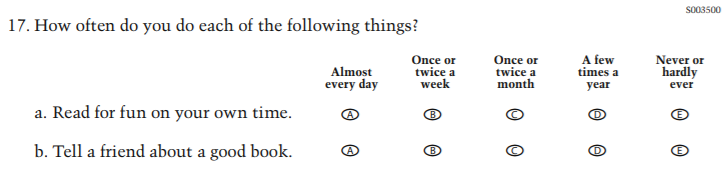 S003500
17. How often do you do each of the following things?
Almost every day
Once or twice a week
Once or twice a month
A few times a year
Never or hardly ever
a. Read for fun on your own time. A B C D E
b. Tell a friend about a good book. A B C D E